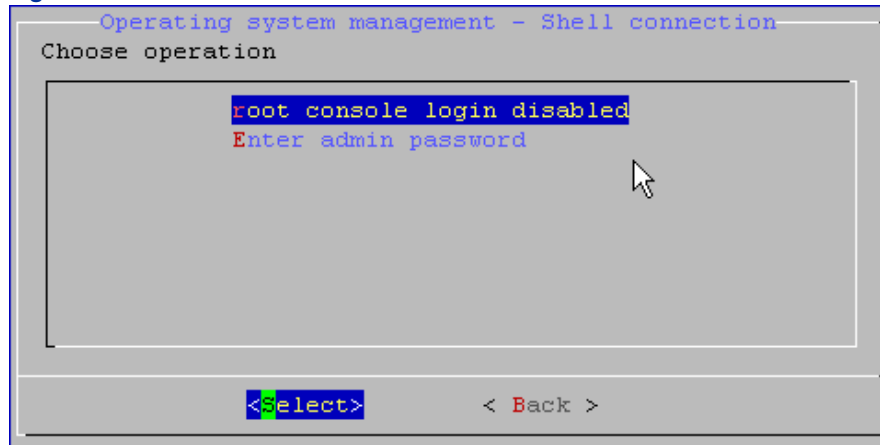 Operating system management - Shell connection
Choose operation
root console login disabled
Enter admin password
<Select> < Back >